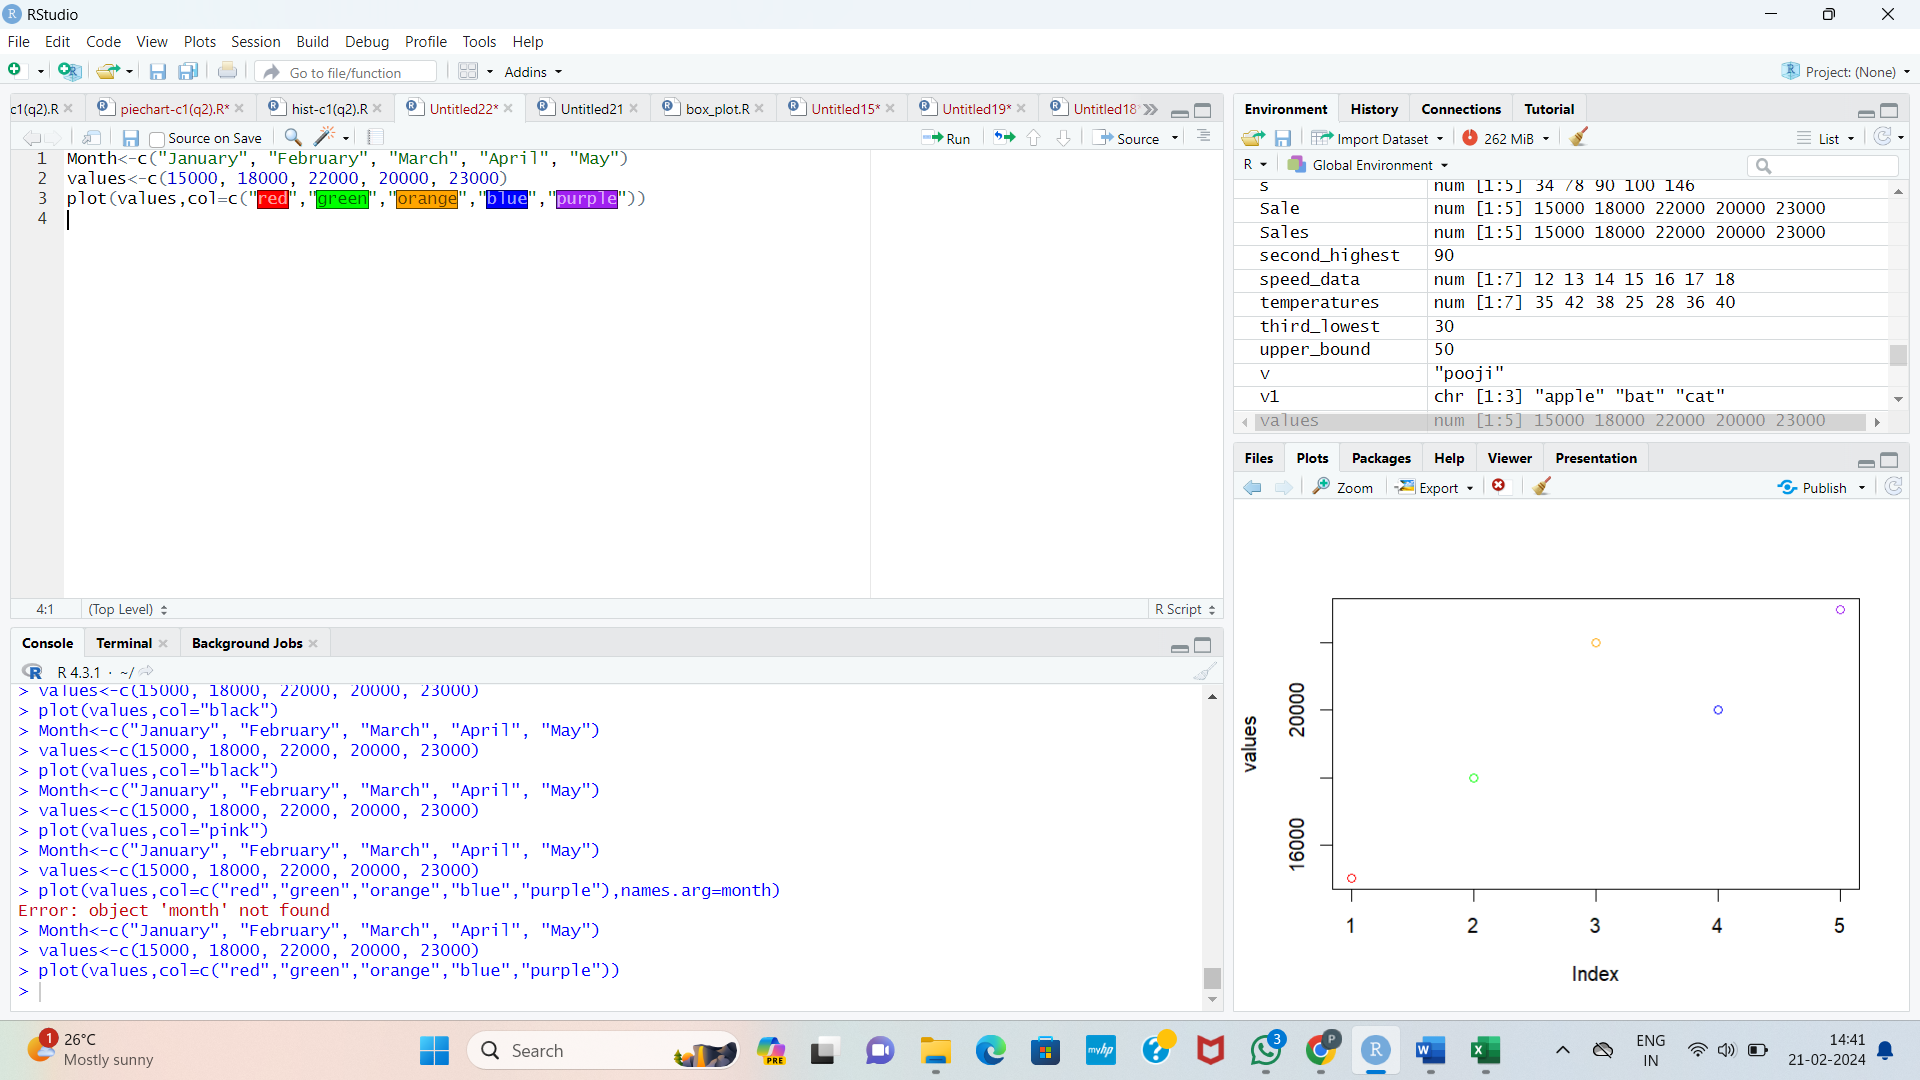 RStudio
File Edit Code View Plots Session Build Debug Profile Tools Help
Go to file/function Addins Project: (None)
c1(q2).R piechart-c1(q2).R* hist-c1(q2).R Untitled22* Untitled21 box_plot.R Untitled15* Untitled19* Untitled18
Source on Save Run Source
1 Month<-c("January", "February", "March", "April", "May")
2 values<-c(15000, 18000, 22000, 20000, 23000)
3 plot(values,col=c("red","green","orange","blue","purple"))
4
4:1 (Top Level) R Script
Console Terminal Background Jobs
R 4.3.1 · ~/
> values<-c(15000, 18000, 22000, 20000, 23000)
> plot(values,col="black")
> Month<-c("January", "February", "March", "April", "May")
> values<-c(15000, 18000, 22000, 20000, 23000)
> plot(values,col="black")
> Month<-c("January", "February", "March", "April", "May")
> values<-c(15000, 18000, 22000, 20000, 23000)
> plot(values,col="pink")
> Month<-c("January", "February", "March", "April", "May")
> values<-c(15000, 18000, 22000, 20000, 23000)
> plot(values,col=c("red","green","orange","blue","purple"),names.arg=month)
Error: object 'month' not found
> Month<-c("January", "February", "March", "April", "May")
> values<-c(15000, 18000, 22000, 20000, 23000)
> plot(values,col=c("red","green","orange","blue","purple"))
>
Environment History Connections Tutorial
Import Dataset 262 MiB List
R Global Environment
s num [1:5] 34 78 90 100 146
Sale num [1:5] 15000 18000 22000 20000 23000
Sales num [1:5] 15000 18000 22000 20000 23000
second_highest 90
speed_data num [1:7] 12 13 14 15 16 17 18
temperatures num [1:7] 35 42 38 25 28 36 40
third_lowest 30
upper_bound 50
v "pooji"
v1 chr [1:3] "apple" "bat" "cat"
values num [1:5] 15000 18000 22000 20000 23000
Files Plots Packages Help Viewer Presentation
Zoom Export Publish
values
20000
16000
1 2 3 4 5
Index
1 26°C
Mostly sunny
Search
PRE
myhp
3
P
R
W
X
ENG
IN
14:41
21-02-2024